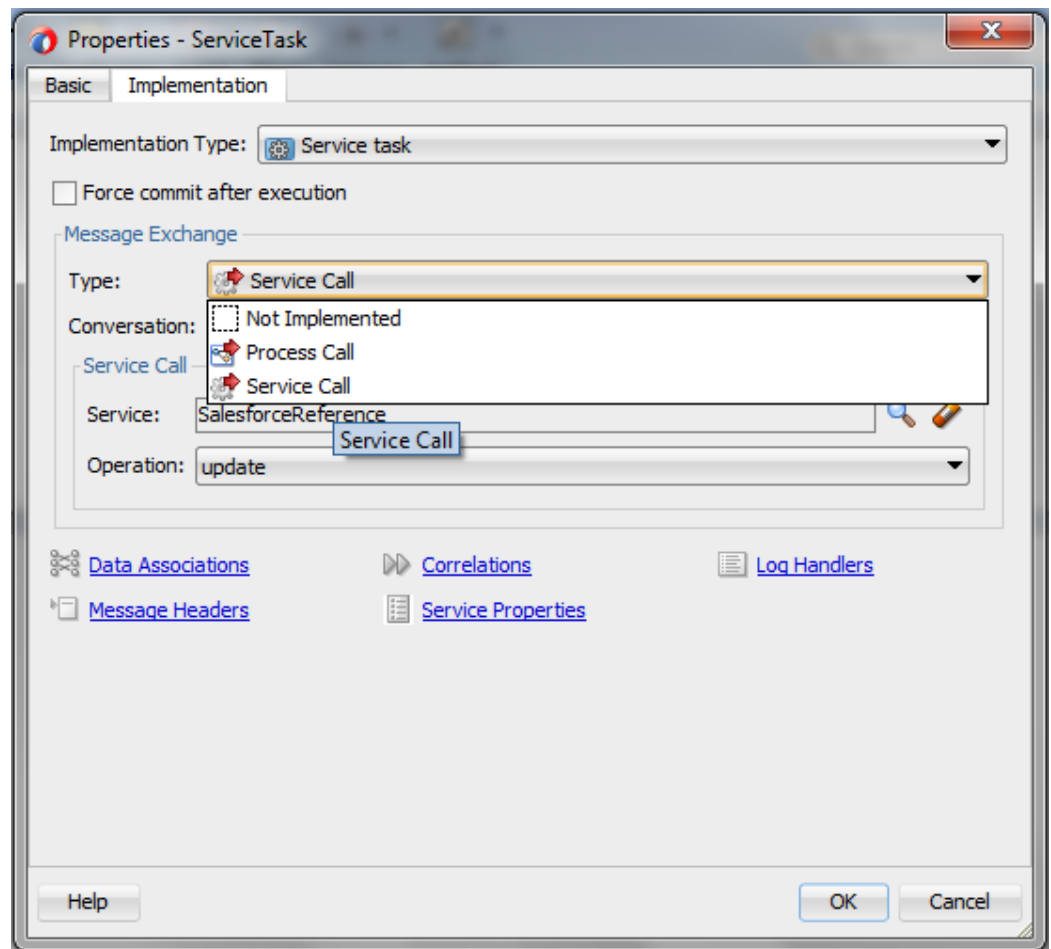 Properties - ServiceTask
x
Basic Implementation
Implementation Type: Service task
Force commit after execution
Message Exchange
Type: Service Call
Not Implemented
Conversation:
Process Call
Service Call
Service Call
Service: SalesforceReference
Service Call
Operation: update
Data Associations Correlations Log Handlers
Message Headers Service Properties
Help OK Cancel